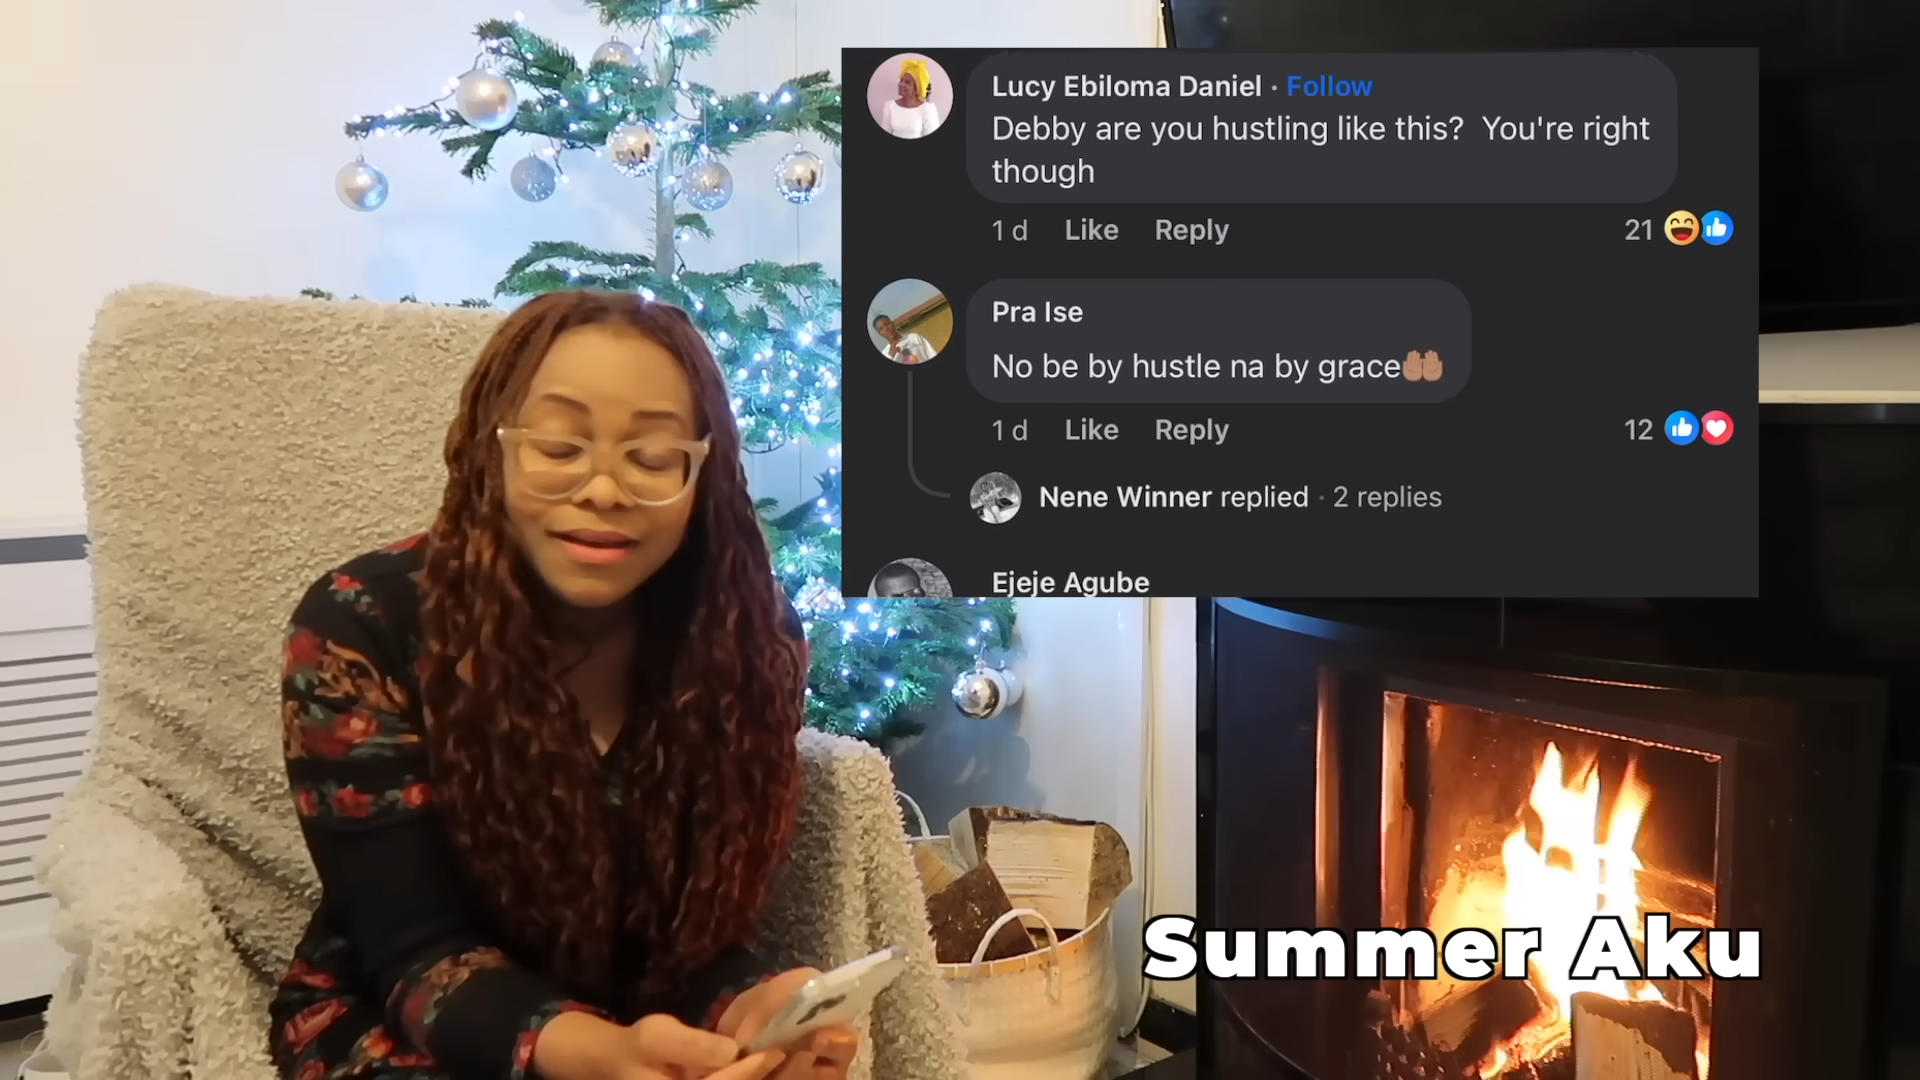 Lucy Ebiloma Daniel · Follow
Debby are you hustling like this? You're right
though
1 d Like Reply 21
Pra Ise
No be by hustle na by grace🤲🏽
1 d Like Reply 12
Nene Winner replied · 2 replies
Ejeje Agube
Summer Aku